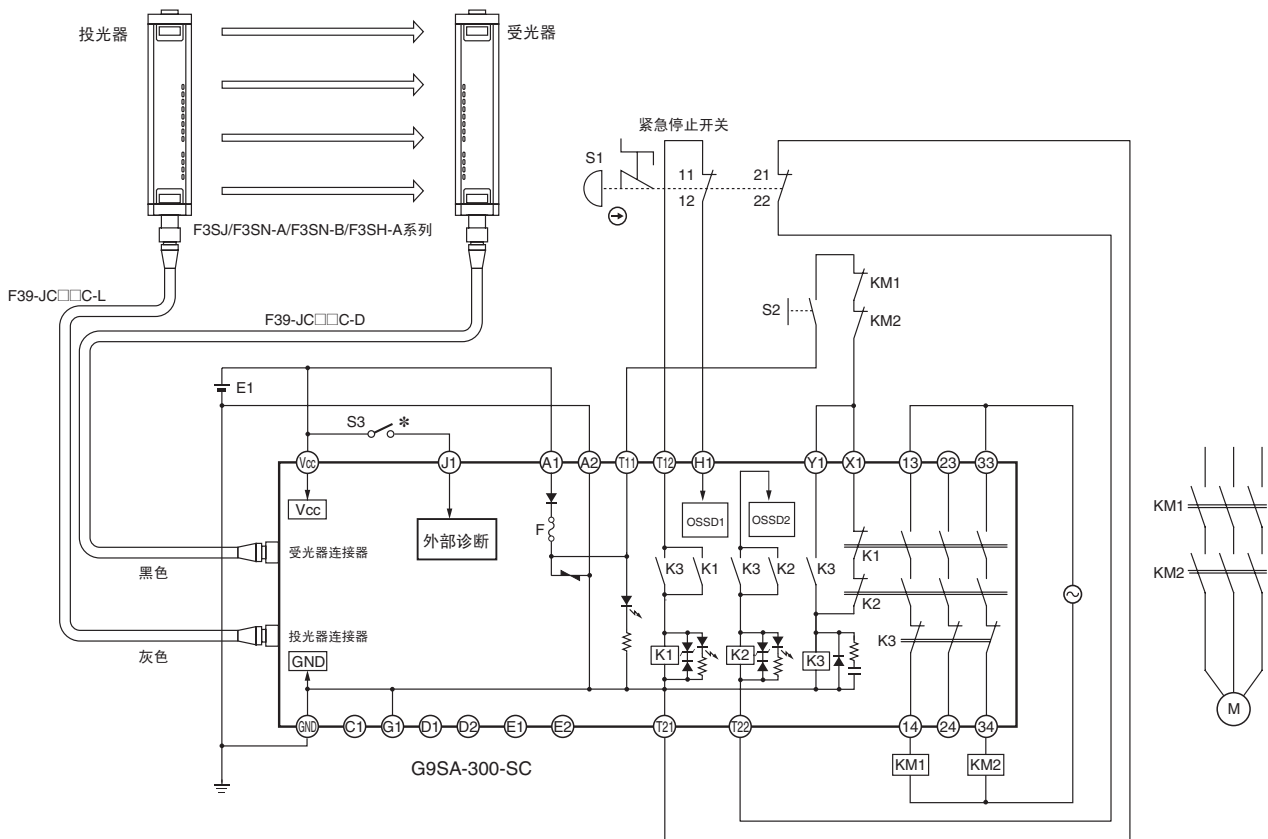 投光器
受光器
紧急停止开关
S1
11
12
21
22
F3SJ/F3SN-A/F3SN-B/F3SH-A系列
F39-JC□□C-L
F39-JC□□C-D
S2
KM1
KM2
E1
S3 *
Vcc
J1
A1
A2
T11
T12
H1
Y1
X1
13
23
33
Vcc
外部诊断
F
OSSD1
OSSD2
受光器连接器
黑色
K3
K1
K3
K2
K3
K1
K2
K3
投光器连接器
灰色
GND
K1
K2
K3
GND
C1
G1
D1
D2
E1
E2
T21
T22
14
24
34
G9SA-300-SC
KM1
KM2
KM1
KM2
M